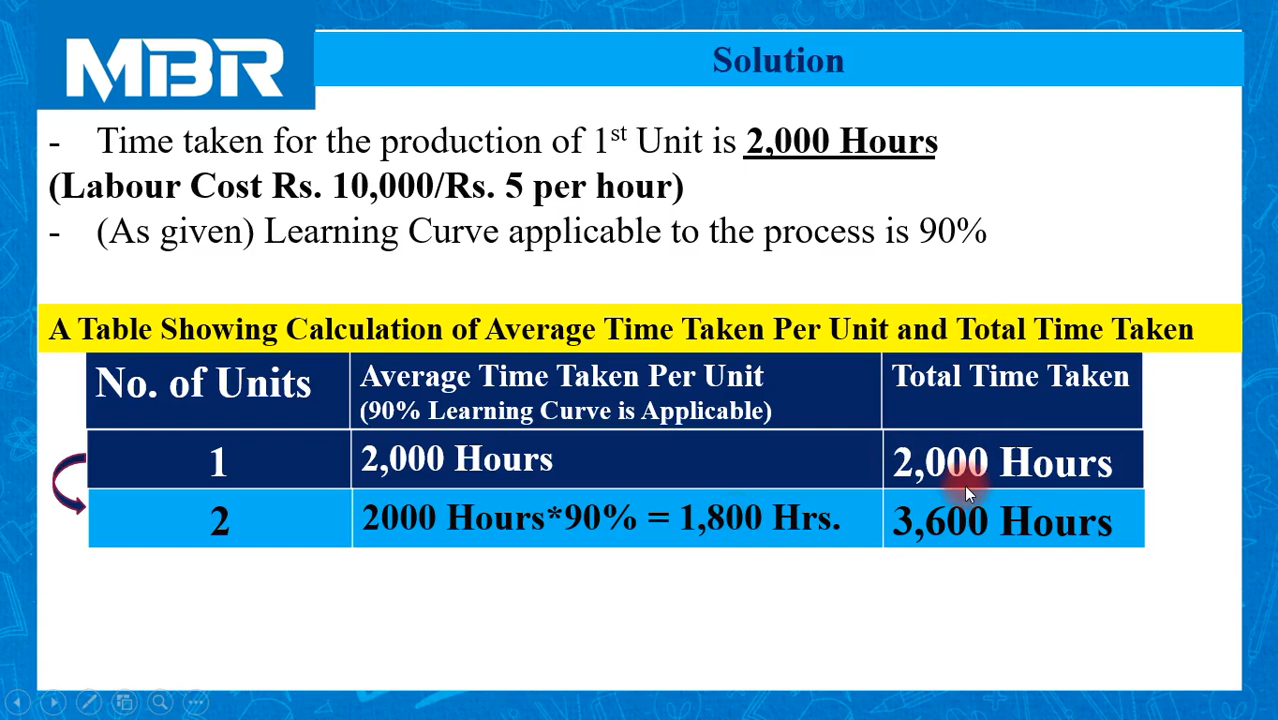 MBR
Solution
- Time taken for the production of 1st Unit is 2,000 Hours
(Labour Cost Rs. 10,000/Rs. 5 per hour)
- (As given) Learning Curve applicable to the process is 90%
A Table Showing Calculation of Average Time Taken Per Unit and Total Time Taken
No. of Units Average Time Taken Per Unit Total Time Taken
(90% Learning Curve is Applicable)
1 2,000 Hours 2,000 Hours
2 2000 Hours*90% = 1,800 Hrs. 3,600 Hours